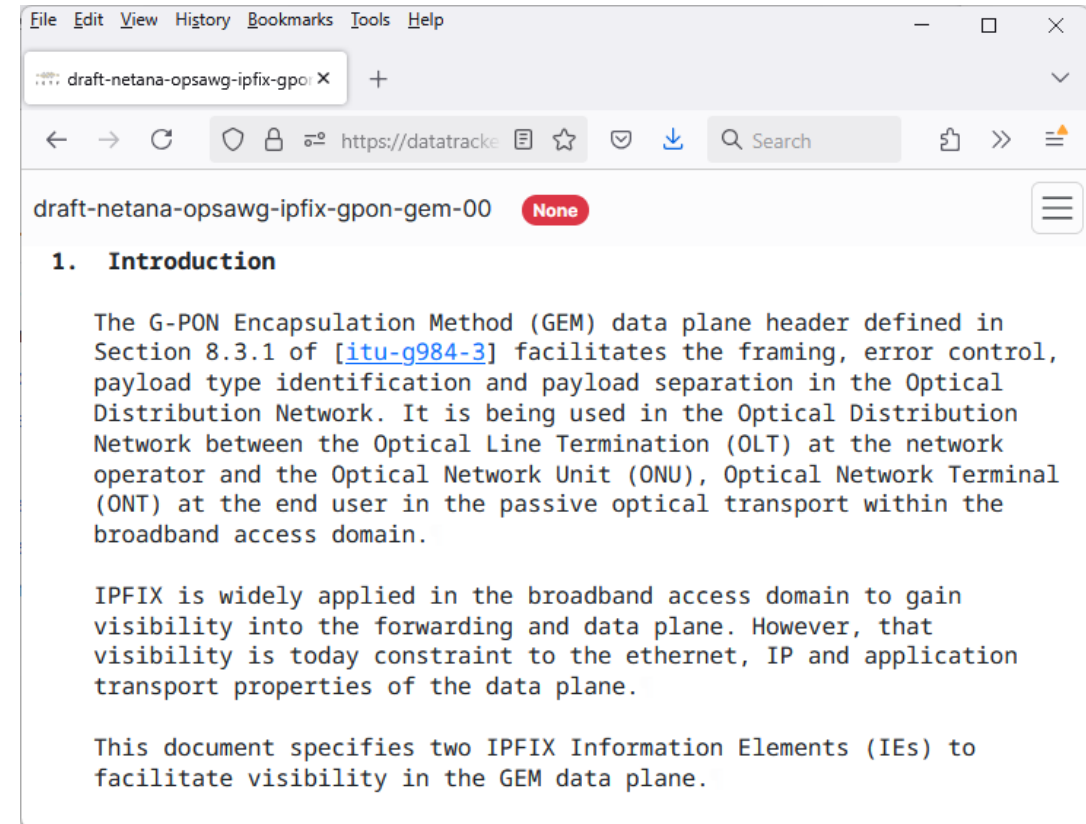 File Edit View History Bookmarks Tools Help
draft-netana-opsawg-ipfix-gpo
https://datatracke
Search
draft-netana-opsawg-ipfix-gpon-gem-00 None
1. Introduction
The G-PON Encapsulation Method (GEM) data plane header defined in
Section 8.3.1 of [itu-g984-3] facilitates the framing, error control,
payload type identification and payload separation in the Optical
Distribution Network. It is being used in the Optical Distribution
Network between the Optical Line Termination (OLT) at the network
operator and the Optical Network Unit (ONU), Optical Network Terminal
(ONT) at the end user in the passive optical transport within the
broadband access domain.
IPFIX is widely applied in the broadband access domain to gain
visibility into the forwarding and data plane. However, that
visibility is today constraint to the ethernet, IP and application
transport properties of the data plane.
This document specifies two IPFIX Information Elements (IEs) to
facilitate visibility in the GEM data plane.